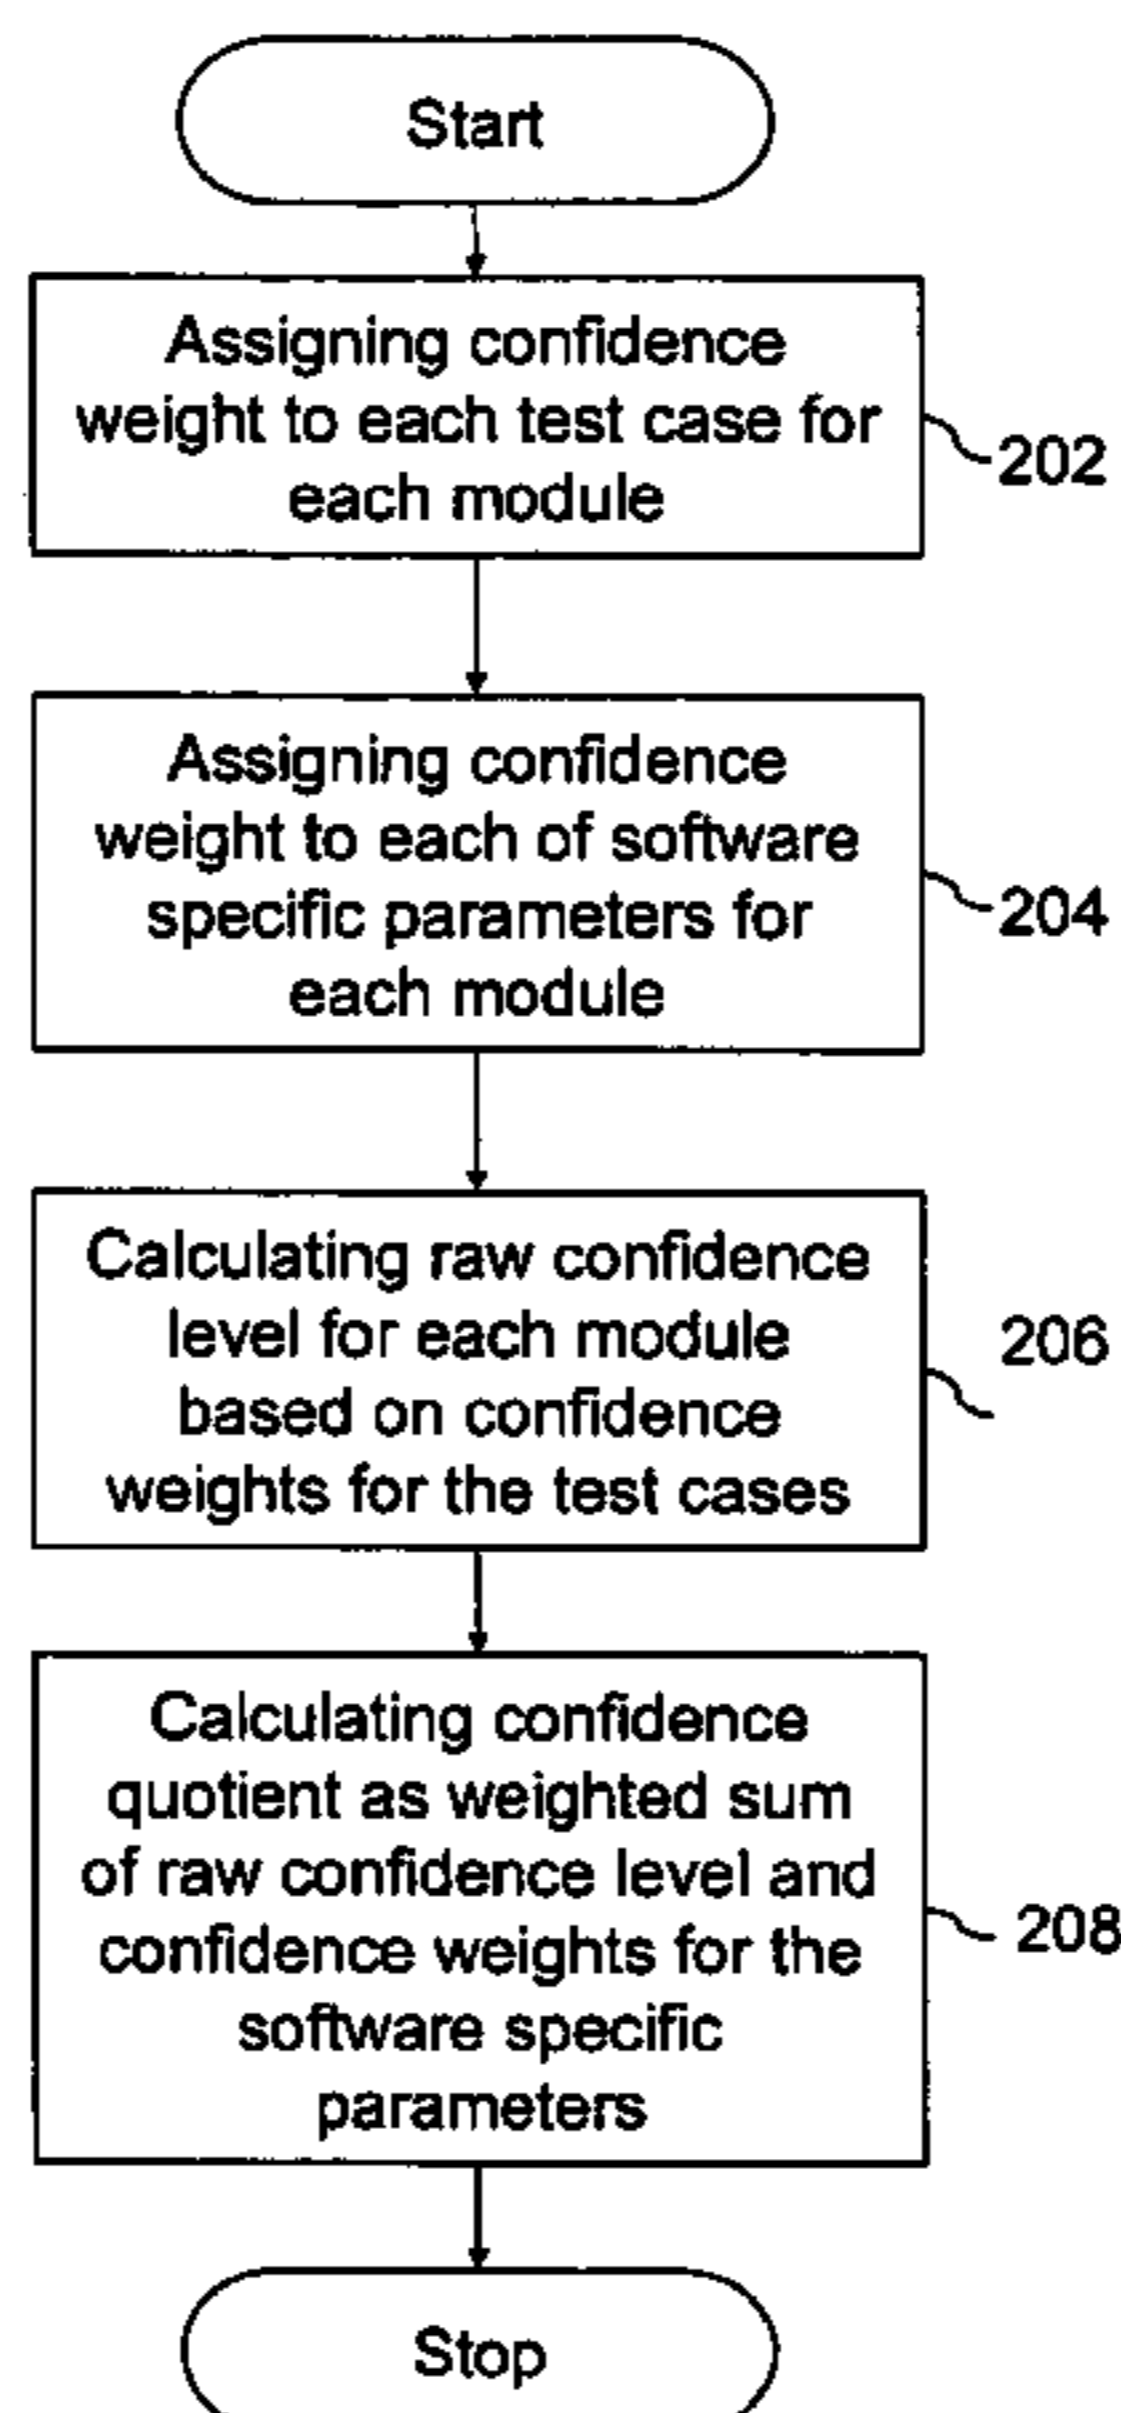 Start
Assigning confidence
weight to each test case for
each module
202
Assigning confidence
weight to each of software
specific parameters for
each module
204
Calculating raw confidence
level for each module
based on confidence
weights for the test cases
206
Calculating confidence
quotient as weighted sum
of raw confidence level and
confidence weights for the
software specific
parameters
208
Stop